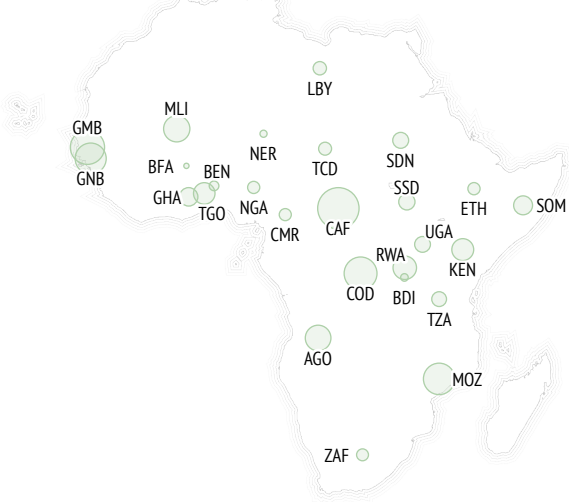 LBY
MLI
GMB
NER
SDN
BFA
BEN
TCD
GNB
SSD
GHA
NGA
ETH
SOM
TGO
CAF
CMR
UGA
RWA
KEN
COD
BDI
TZA
AGO
MOZ
ZAF